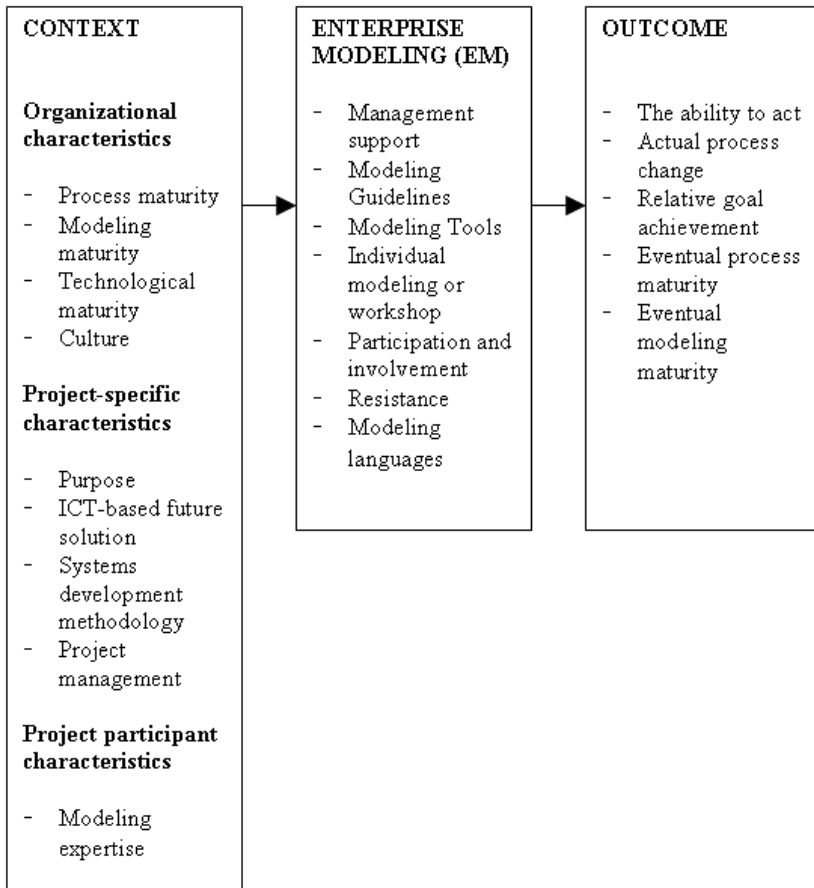 CONTEXT
Organizational
characteristics
- Process maturity
- Modeling
maturity
- Technological
maturity
- Culture
Project-specific
characteristics
- Purpose
- ICT-based future
solution
- Systems
development
methodology
- Project
management
Project participant
characteristics
- Modeling
expertise
ENTERPRISE
MODELING (EM)
- Management
support
- Modeling
Guidelines
- Modeling Tools
- Individual
modeling or
workshop
- Participation and
involvement
- Resistance
- Modeling
languages
OUTCOME
- The ability to act
- Actual process
change
- Relative goal
achievement
- Eventual process
maturity
- Eventual
modeling
maturity